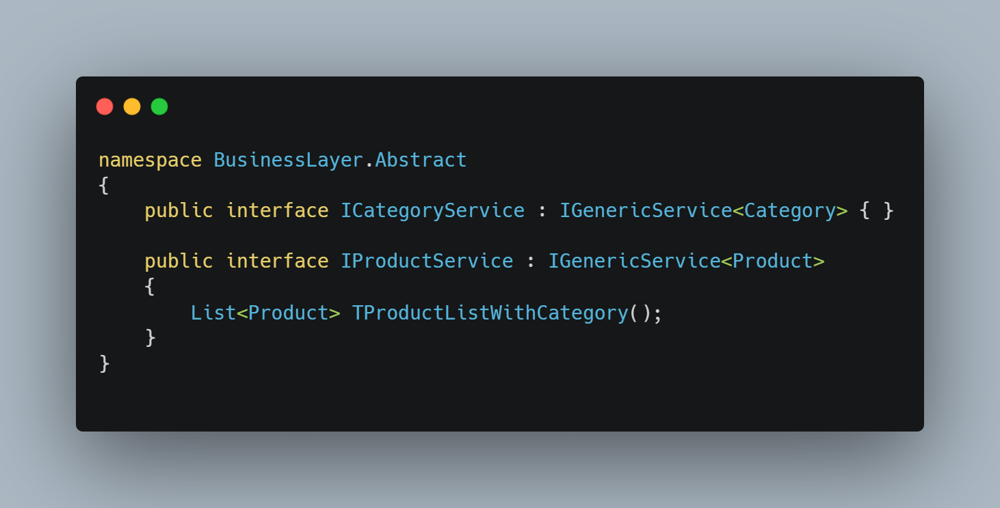 namespace BusinessLayer.Abstract
{
    public interface ICategoryService : IGenericService<Category> { }

    public interface IProductService : IGenericService<Product>
    {
        List<Product> TProductListWithCategory();
    }
}